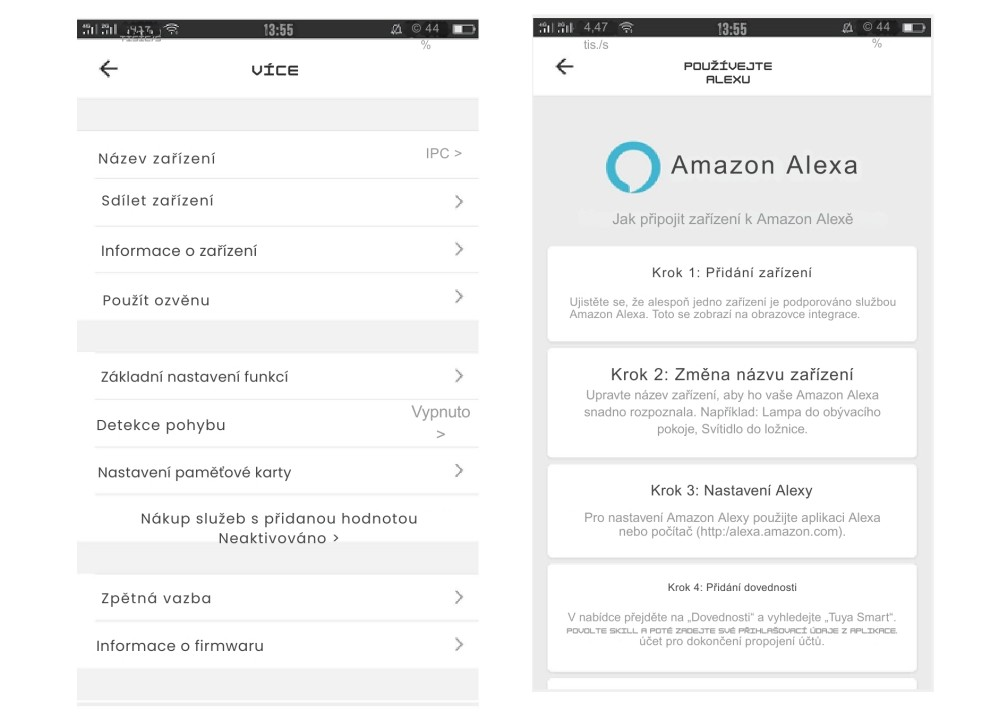 13:55
© 44
%
VÍCE
Název zařízení
IPC >
Sdílet zařízení
Informace o zařízení
Použít ozvěnu
Základní nastavení funkcí
Detekce pohybu
Vypnuto
>
Nastavení paměťové karty
Nákup služeb s přidanou hodnotou
Neaktivováno >
Zpětná vazba
Informace o firmwaru
4G 2G 4,47
tis./s
13:55
© 44
%
POUŽÍVEJTE
ALEXU
Amazon Alexa
Jak připojit zařízení k Amazon Alexě
Krok 1: Přidání zařízení
Ujistěte se, že alespoň jedno zařízení je podporováno službou
Amazon Alexa. Toto se zobrazí na obrazovce integrace.
Krok 2: Změna názvu zařízení
Upravte název zařízení, aby ho vaše Amazon Alexa
snadno rozpoznala. Například: Lampa do obývacího
pokoje, Svítidlo do ložnice.
Krok 3: Nastavení Alexy
Pro nastavení Amazon Alexy použijte aplikaci Alexa
nebo počítač (http:/alexa.amazon.com).
Krok 4: Přidání dovednosti
V nabídce přejděte na „Dovednosti“ a vyhledejte „Tuya Smart“.
POVOLTE SKILL A POTÉ ZADEJTE SVÉ PŘIHLAŠOVACÍ ÚDAJE Z APLIKACE.
účet pro dokončení propojení účtů.